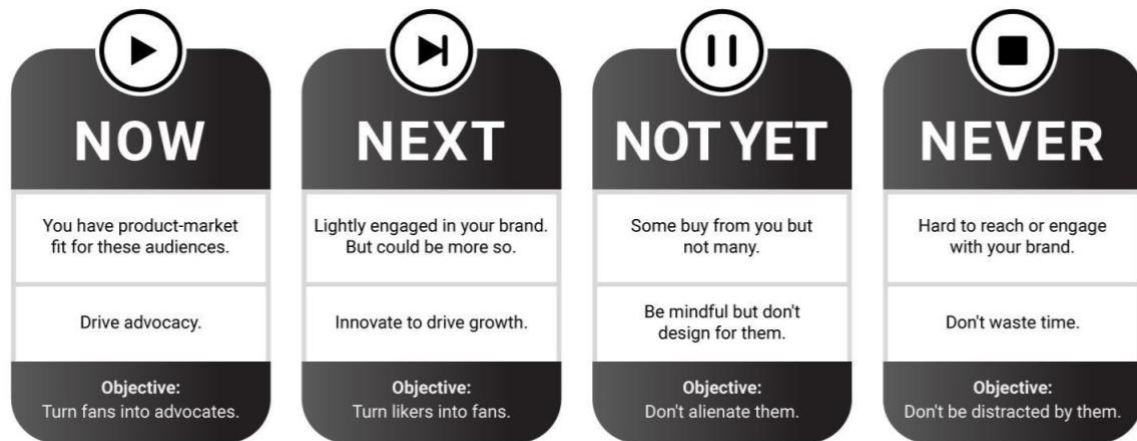 NOW
You have product-market
fit for these audiences.
Drive advocacy.
Objective:
Turn fans into advocates.
NEXT
Lightly engaged in your brand.
But could be more so.
Innovate to drive growth.
Objective:
Turn likers into fans.
NOT YET
Some buy from you but
not many.
Be mindful but don't
design for them.
Objective:
Don't alienate them.
NEVER
Hard to reach or engage
with your brand.
Don't waste time.
Objective:
Don't be distracted by them.